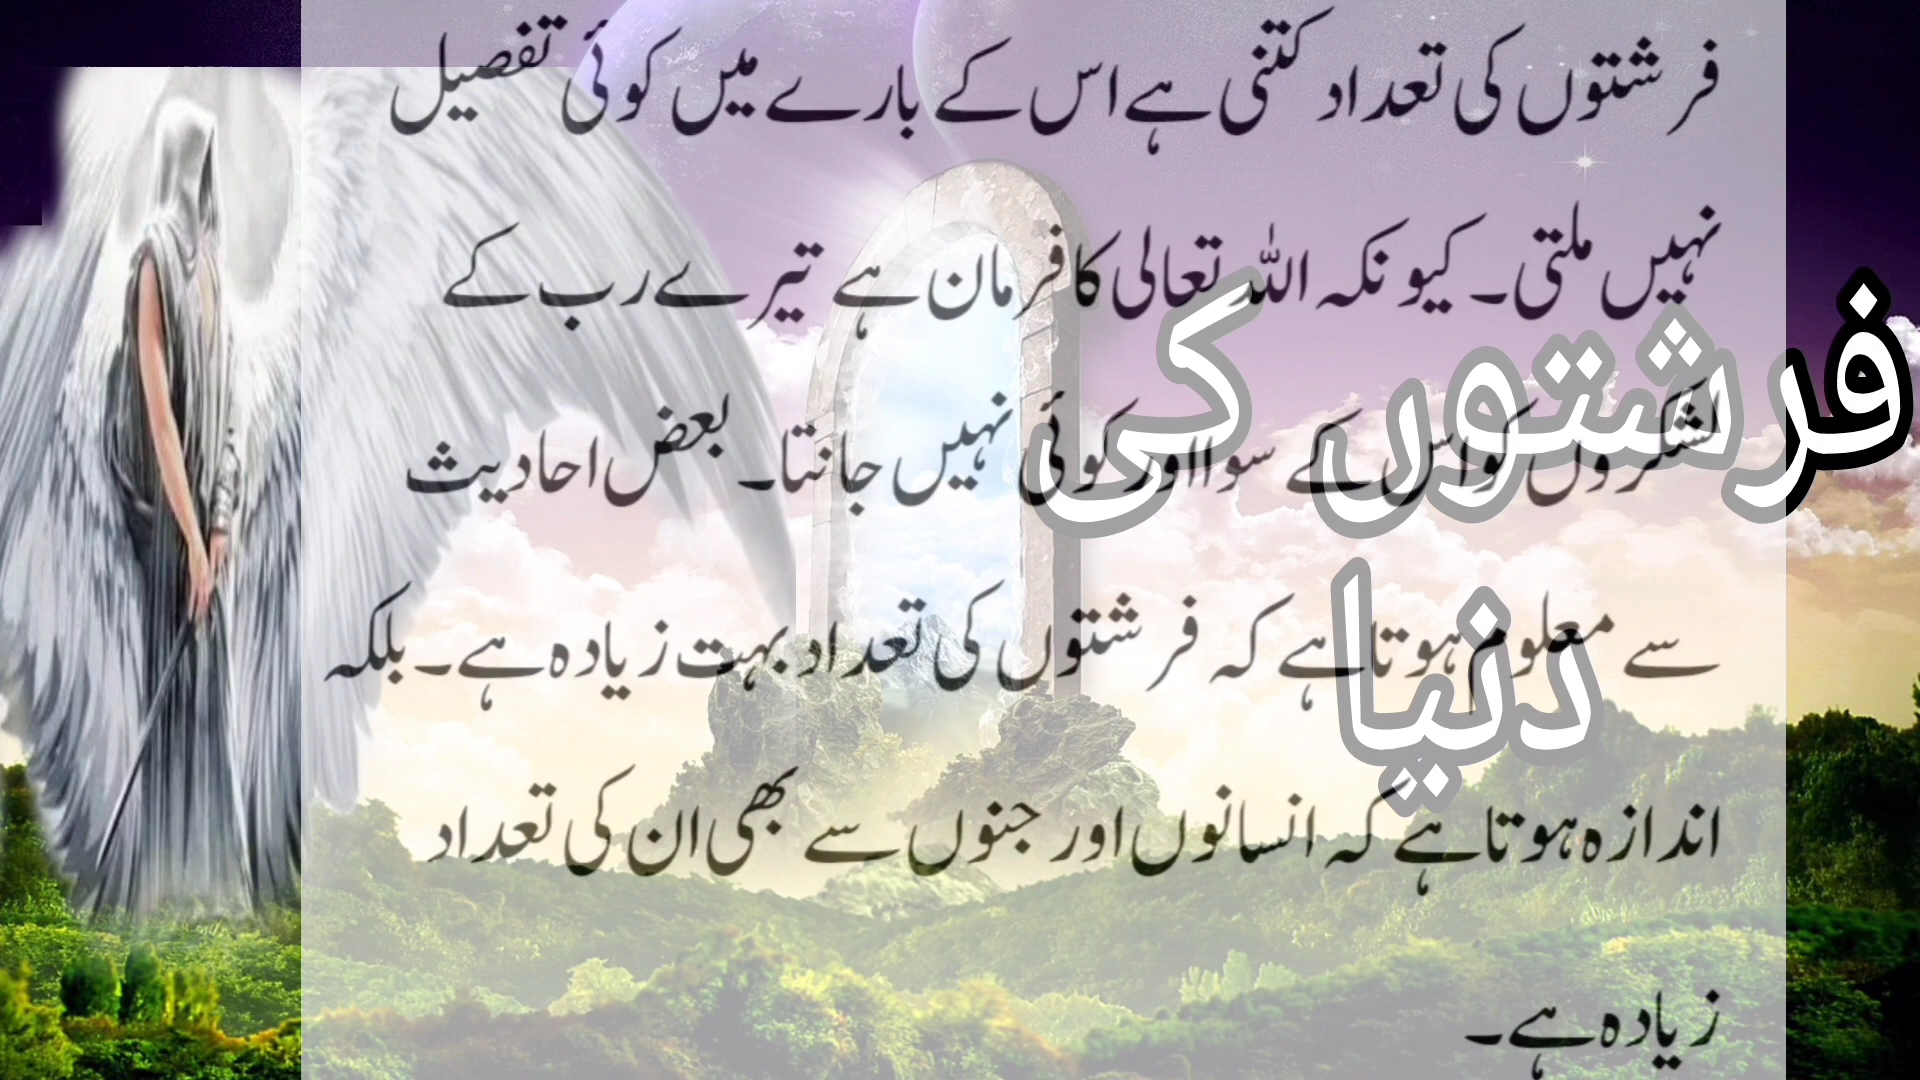 فرشتوں کی تعداد کتنی ہے اس کے بارے میں کوئی تفصیل
نہیں ملتی۔ کیونکہ اللہ تعالی کا فرمان ہے تیرے رب کے
لشکروں کو اس کے سوا اور کوئی نہیں جانتا۔ بعض احادیث
سے معلوم ہوتا ہے کہ فرشتوں کی تعداد بہت زیادہ ہے۔ بلکہ
اندازہ ہوتا ہے کہ انسانوں اور جنوں سے بھی ان کی تعداد
زیادہ ہے۔
فرشتوں کی
دنیا